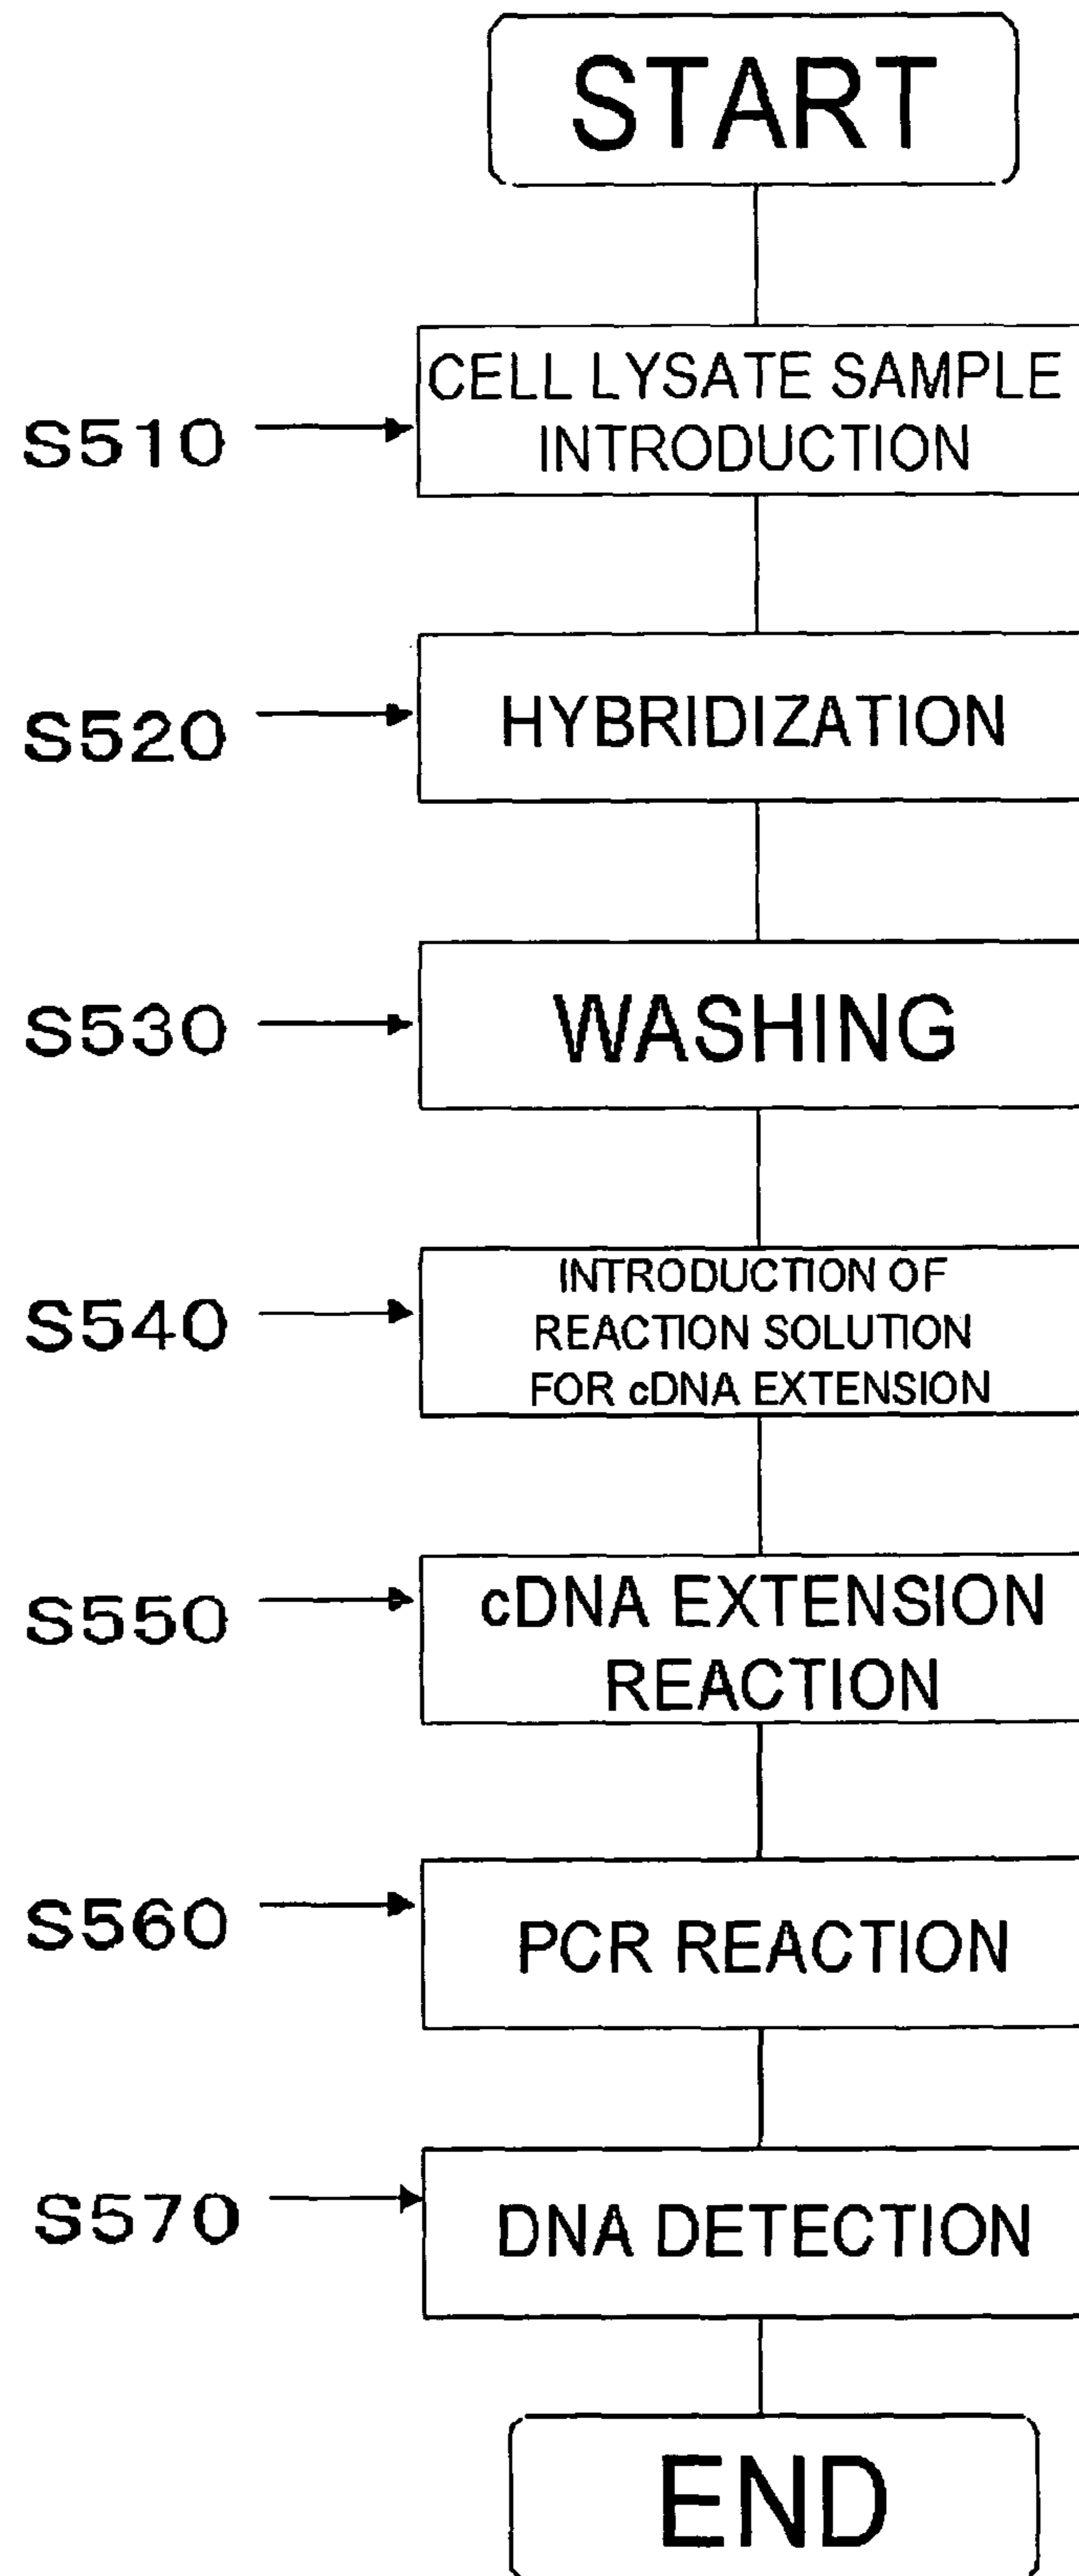 START
CELL LYSATE SAMPLE
INTRODUCTION
S510
HYBRIDIZATION
S520
WASHING
S530
INTRODUCTION OF
REACTION SOLUTION
FOR cDNA EXTENSION
S540
cDNA EXTENSION
REACTION
S550
PCR REACTION
S560
DNA DETECTION
S570
END